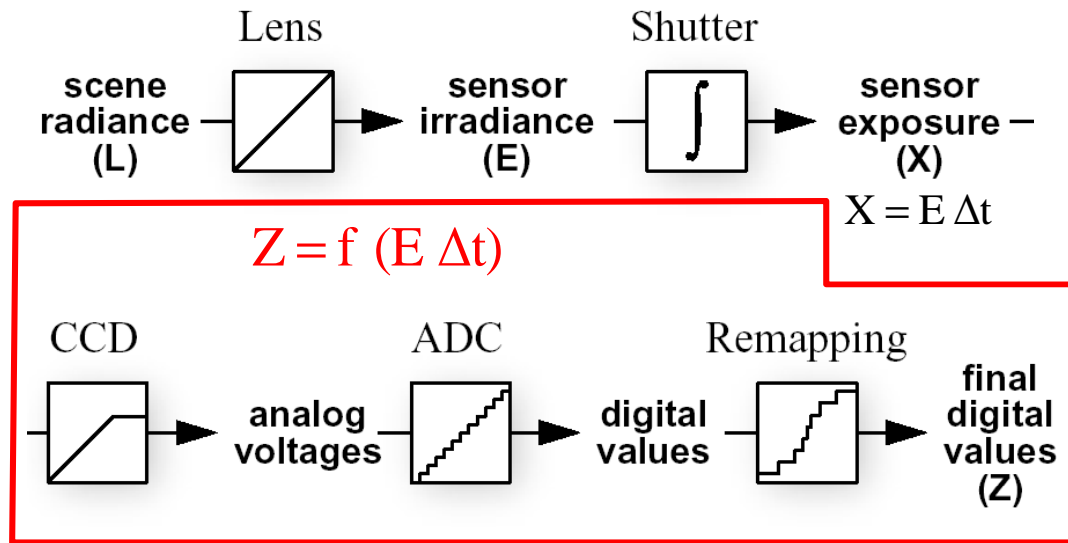 Lens
Shutter
scene
radiance
(L)
sensor
irradiance
(E)
∫
sensor
exposure
(X)
X = E Δt
Z = f (E Δt)
CCD
ADC
Remapping
analog
voltages
digital
values
final
digital
values
(Z)